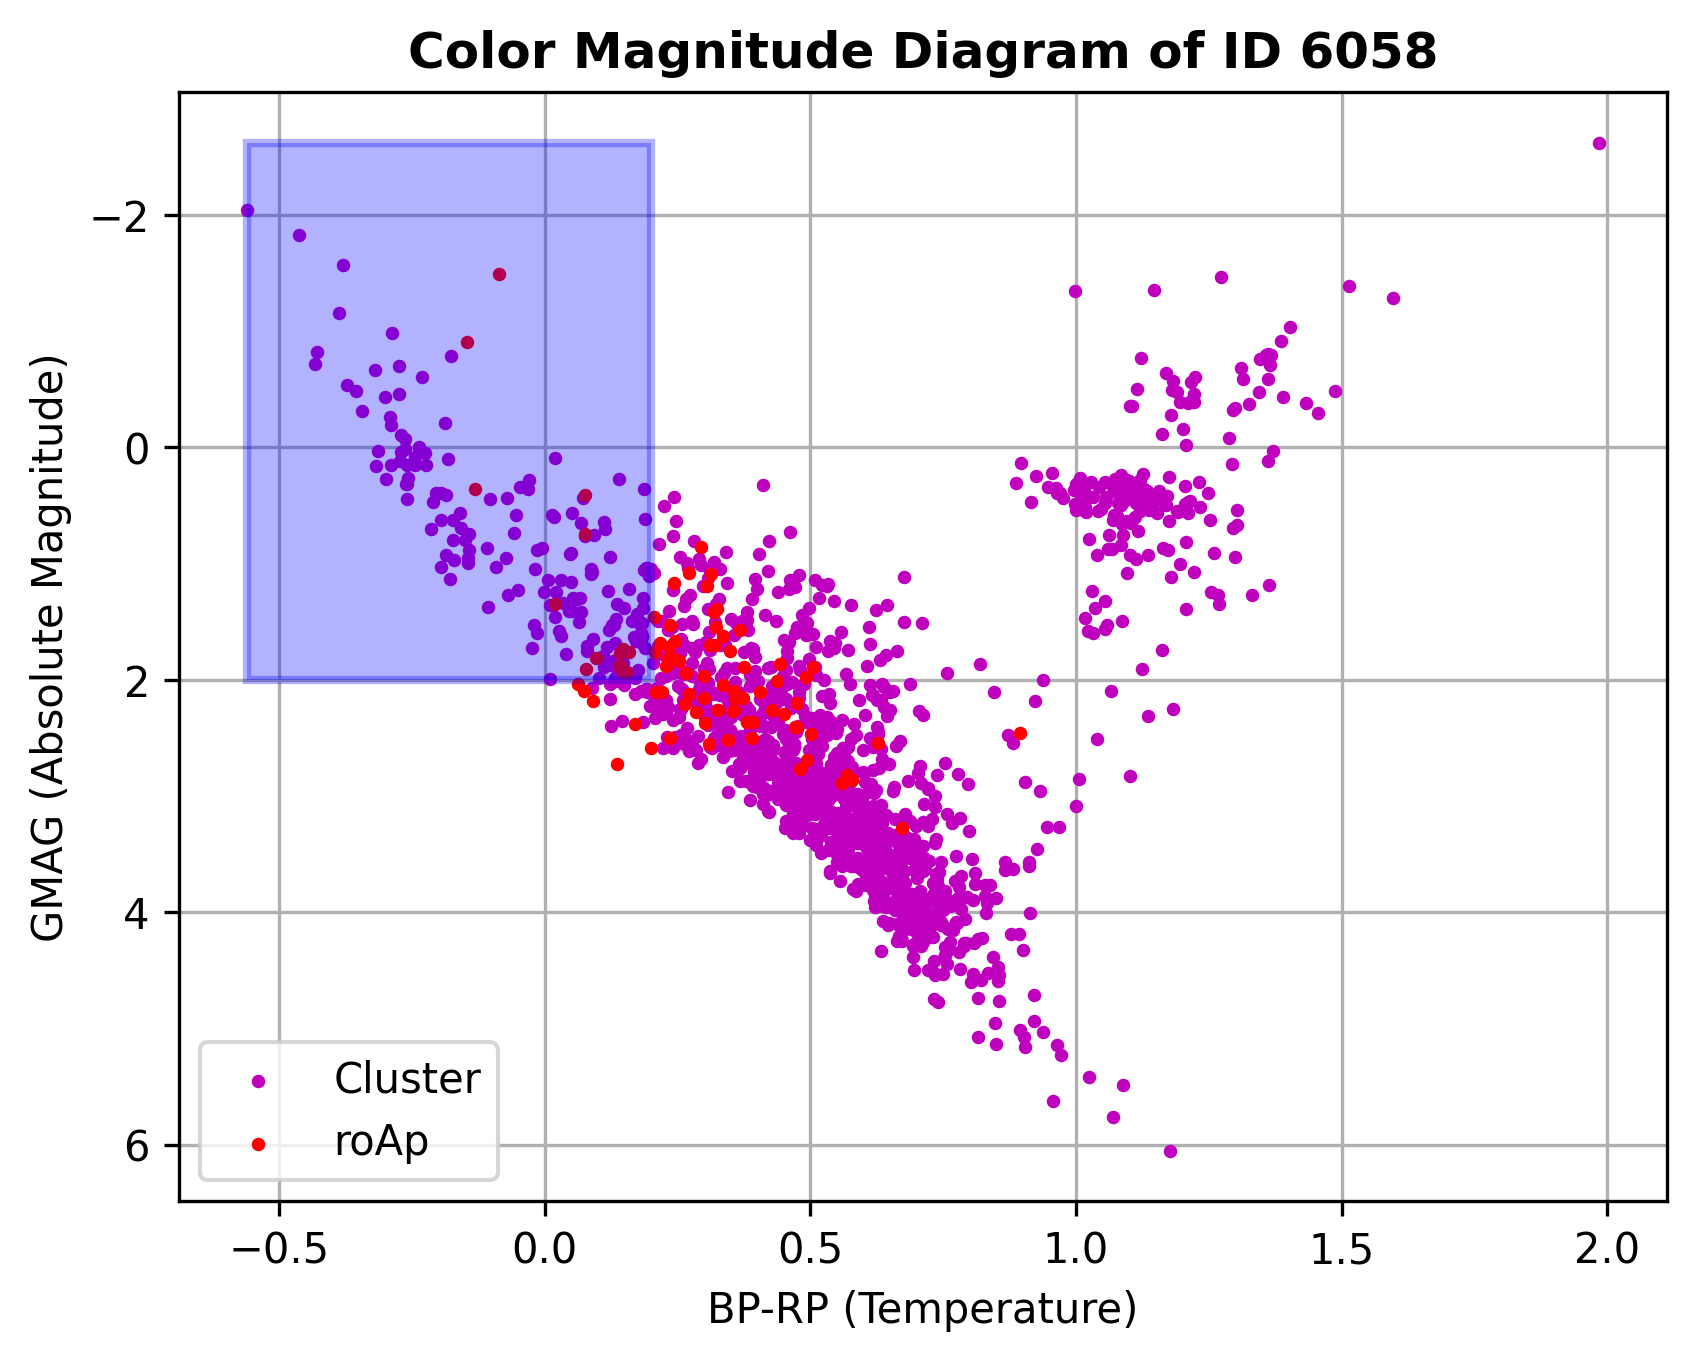 Color Magnitude Diagram of ID 6058
GMAG (Absolute Magnitude)
−2
0
2
4
6
Cluster
roAp
−0.5 0.0 0.5 1.0 1.5 2.0
BP-RP (Temperature)